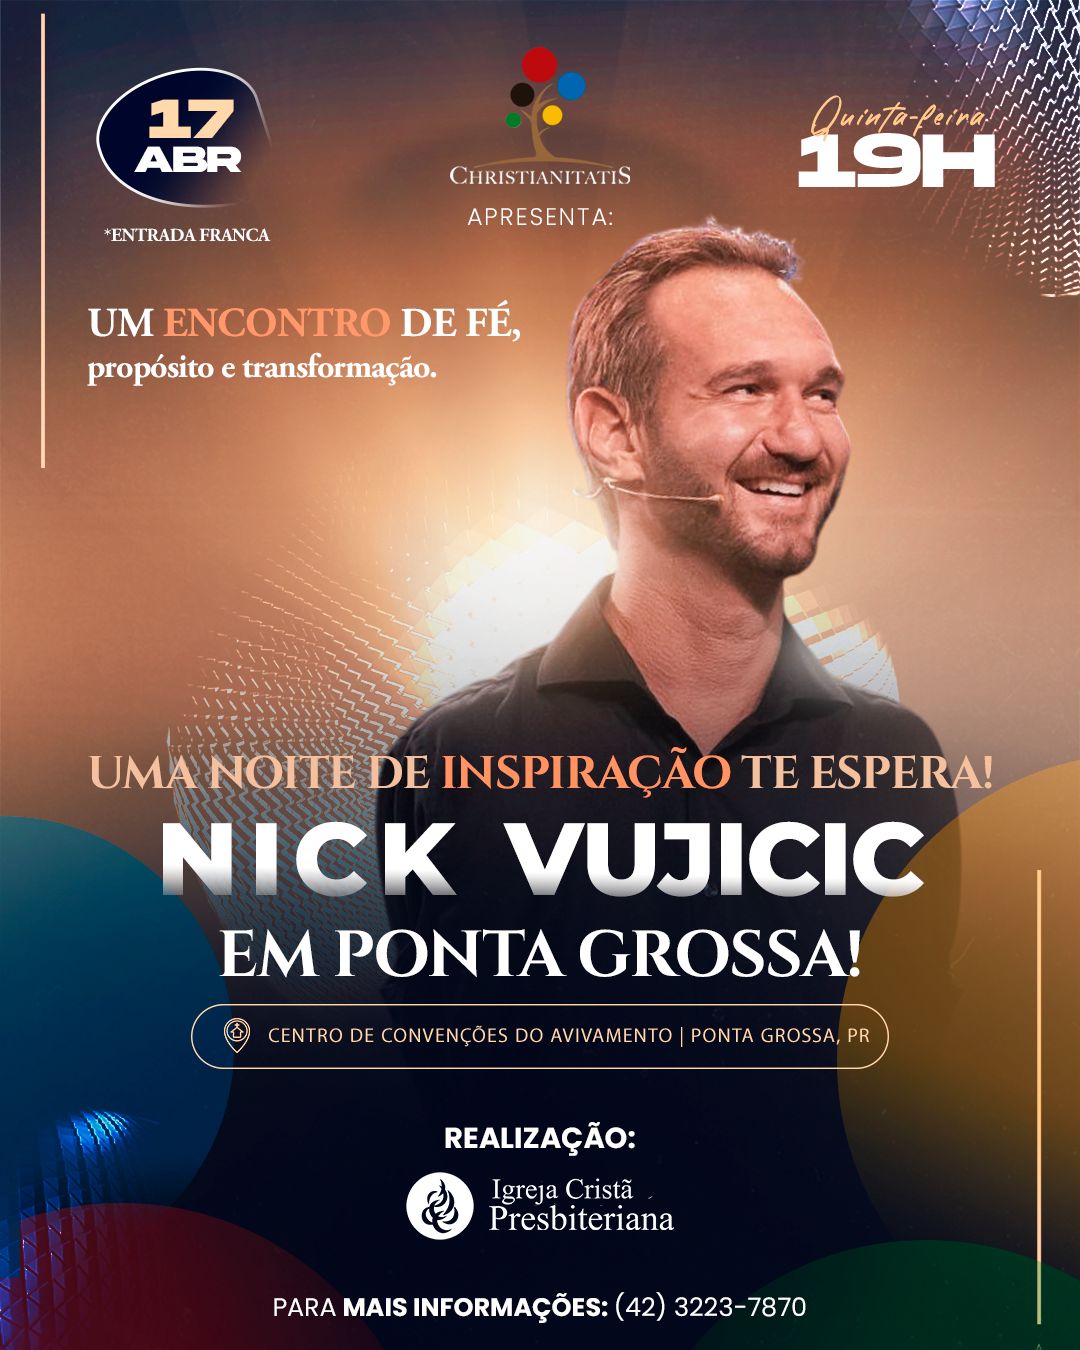 17
ABR
*ENTRADA FRANCA
CHRISTIANITATIS
APRESENTA:
Quinta-feira
19H
UM ENCONTRO DE FÉ,
propósito e transformação.
UMA NOITE DE INSPIRAÇÃO TE ESPERA!
NICK VUJICIC
EM PONTA GROSSA!
CENTRO DE CONVENÇÕES DO AVIVAMENTO | PONTA GROSSA, PR
REALIZAÇÃO:
Igreja Cristã
Presbiteriana
PARA MAIS INFORMAÇÕES: (42) 3223-7870